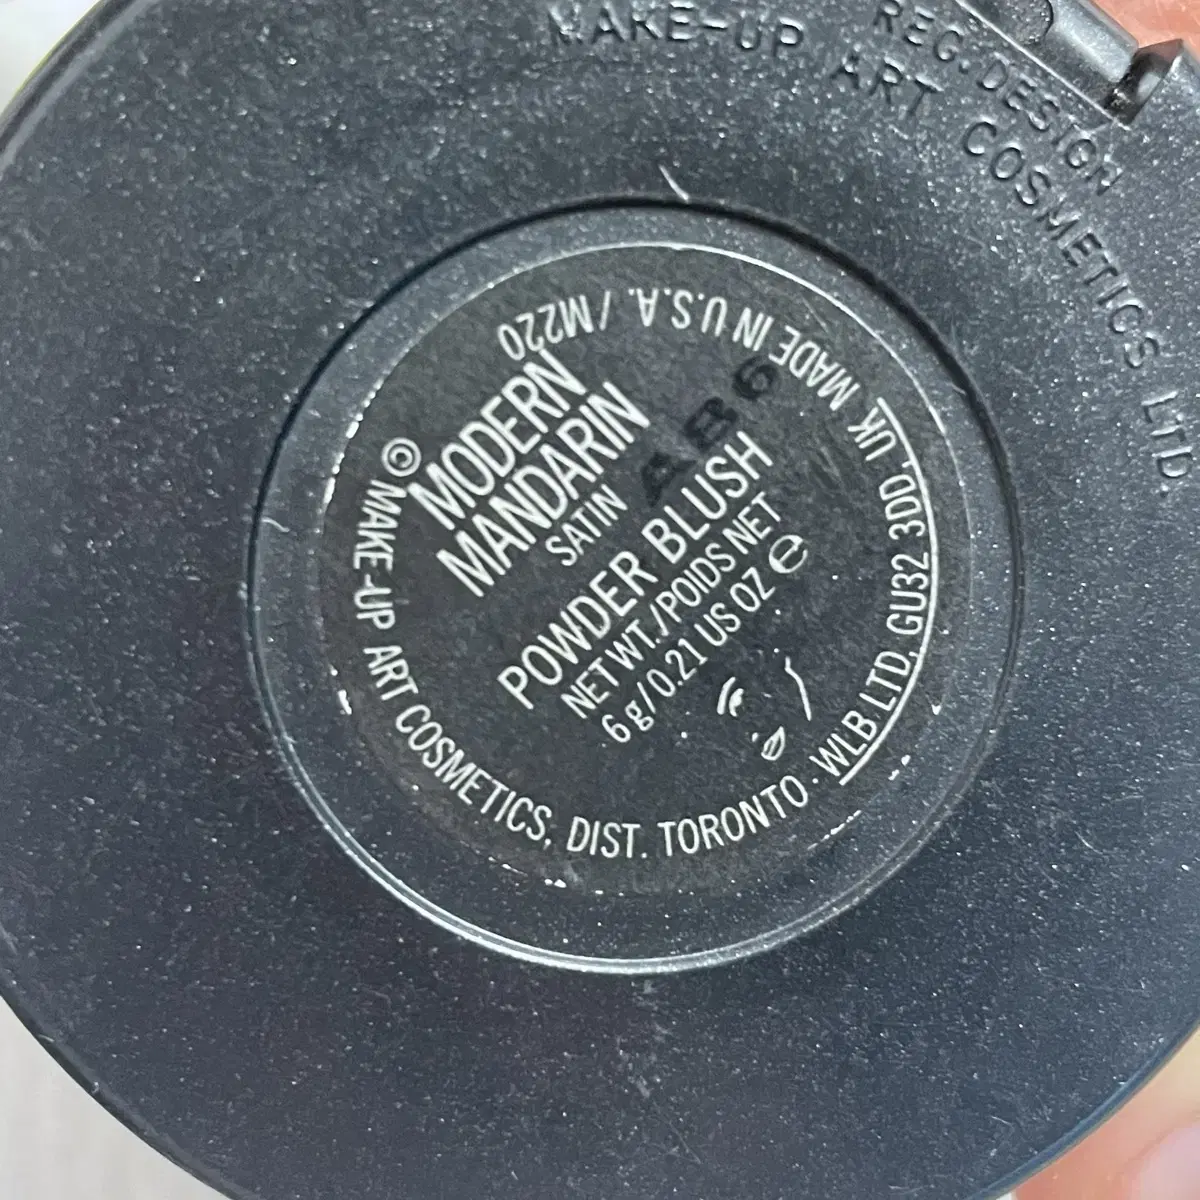 REG. DESIGN
MAKE-UP ART COSMETICS LTD.
MODERN
MANDARIN
SATIN
AB6
POWDER BLUSH
NET WT./POIDS NET
6 g/0.21 US OZ ℮
© MAKE-UP ART COSMETICS, DIST. TORONTO · WLB LTD, GU32 3DD, UK MADE IN U.S.A. / M220